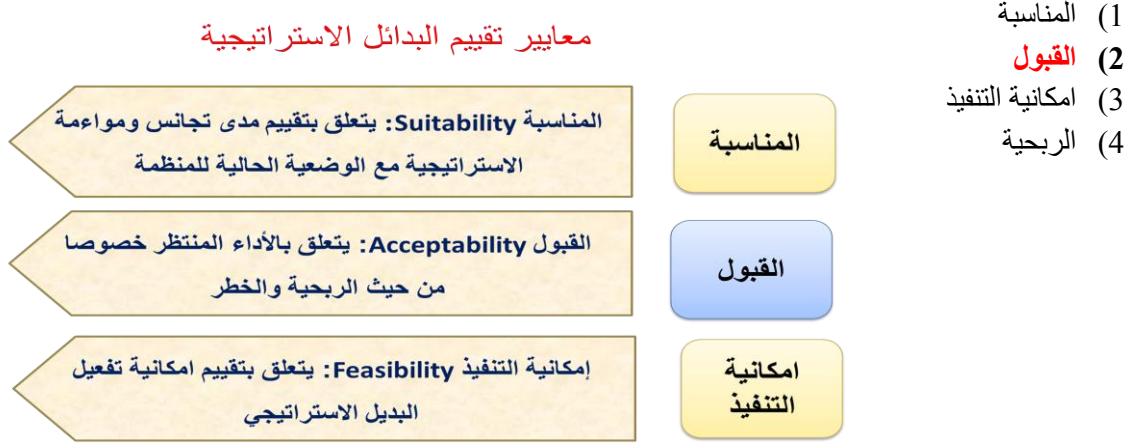 1) المناسبة
2) القبول
3) امكانية التنفيذ
4) الربحية
معايير تقييم البدائل الاستراتيجية
المناسبة
المناسبة Suitability: يتعلق بتقييم مدى تجانس ومواءمة
الاستراتيجية مع الوضعية الحالية للمنظمة
القبول
القبول Acceptability: يتعلق بالأداء المنتظر خصوصا
من حيث الربحية والخطر
امكانية
التنفيذ
إمكانية التنفيذ Feasibility: يتعلق بتقييم امكانية تفعيل
البديل الاستراتيجي